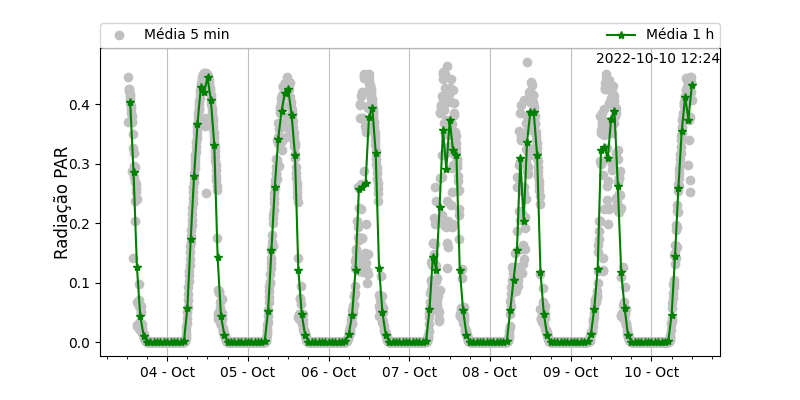 Média 5 min
Média 1 h
2022-10-10 12:24
Radiação PAR
0.4
0.3
0.2
0.1
0.0
04 - Oct
05 - Oct
06 - Oct
07 - Oct
08 - Oct
09 - Oct
10 - Oct